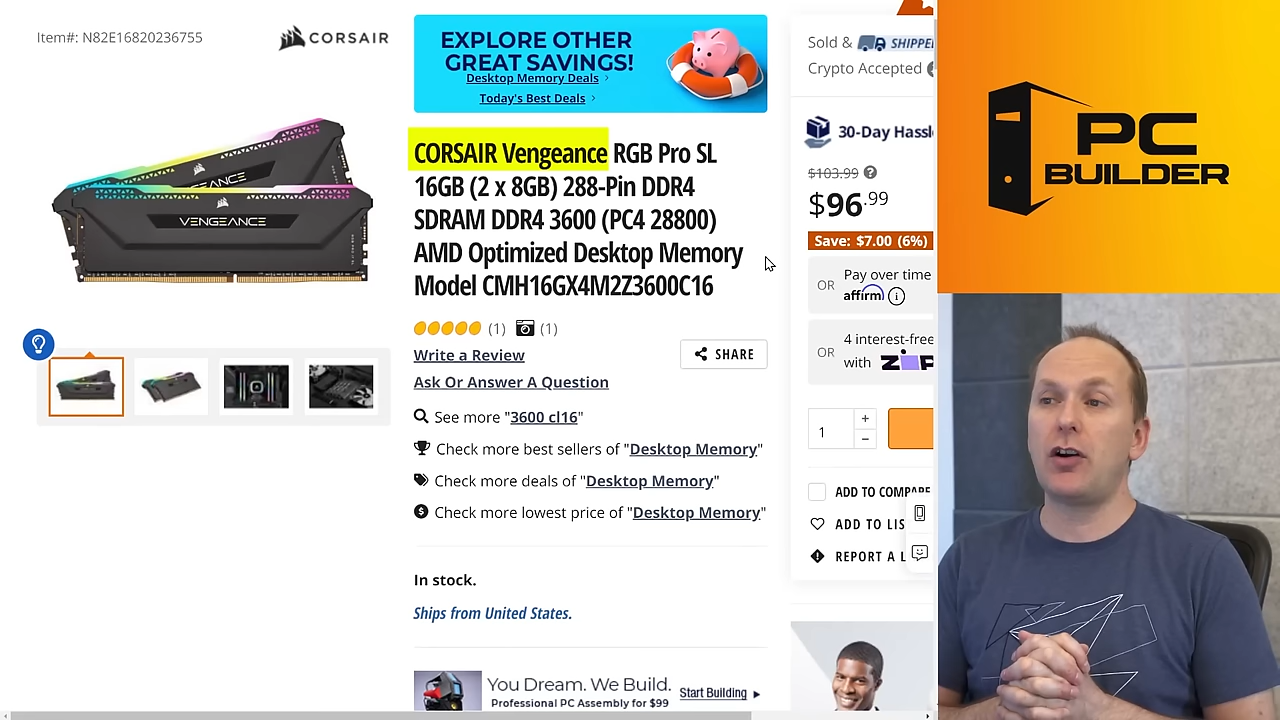 Item#: N82E16820236755
CORSAIR
VENGEANCE
EXPLORE OTHER
GREAT SAVINGS!
Desktop Memory Deals
Today's Best Deals
CORSAIR Vengeance RGB Pro SL
16GB (2 x 8GB) 288-Pin DDR4
SDRAM DDR4 3600 (PC4 28800)
AMD Optimized Desktop Memory
Model CMH16GX4M2Z3600C16
(1) (1)
Write a Review
SHARE
Ask Or Answer A Question
See more "3600 cl16"
Check more best sellers of "Desktop Memory"
Check more deals of "Desktop Memory"
Check more lowest price of "Desktop Memory"
In stock.
Ships from United States.
You Dream. We Build.
Professional PC Assembly for $99
Start Building
Sold &
Crypto Accepted
30-Day
$103.99
$96.99
Save: $7.00 (6%)
OR
Pay over time
affirm
OR
4 interest-free
with
1 + −
ADD TO
ADD TO
REPORT A
PC
BUILDER